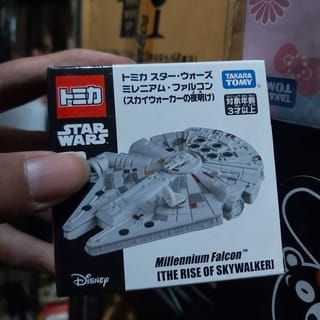 トミカ スター・ウォーズ
ミレニアム・ファルコン
(スカイウォーカーの夜明け)
TAKARA TOMY
対象年齢
3才以上
トミカ
STAR
WARS
Millennium Falcon™
[THE RISE OF SKYWALKER]
Disney